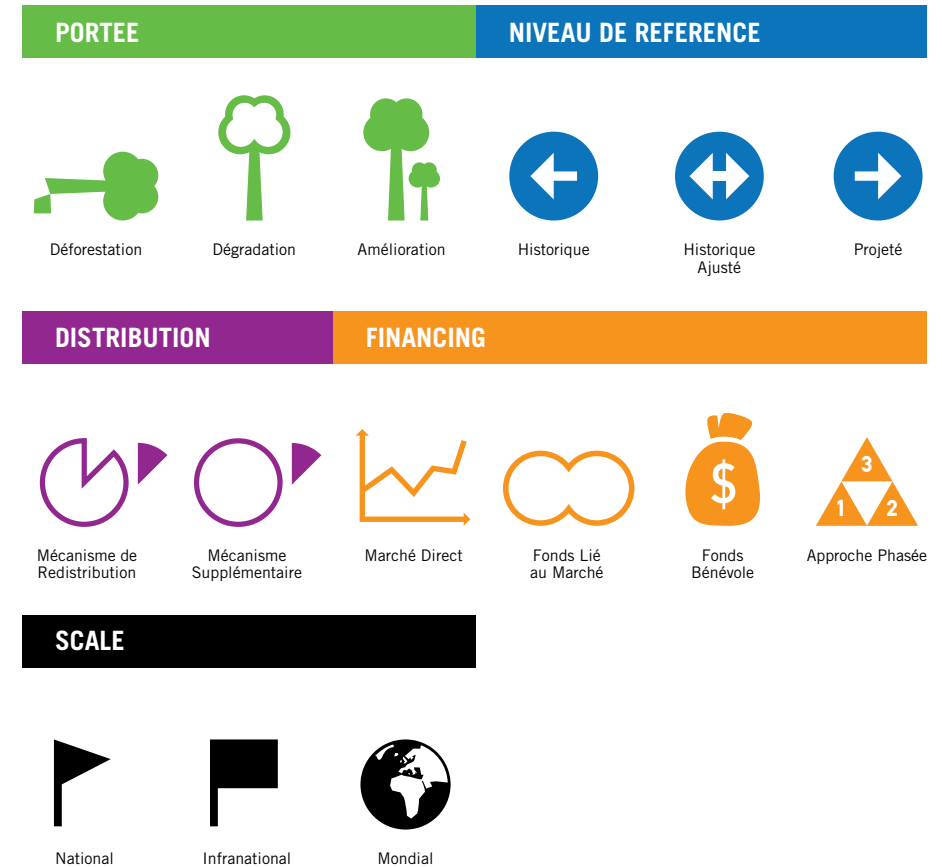 PORTEE
NIVEAU DE REFERENCE
Déforestation
Dégradation
Amélioration
Historique
Historique
Ajusté
Projeté
DISTRIBUTION
FINANCING
$
3
1
2
Mécanisme de
Redistribution
Mécanisme
Supplémentaire
Marché Direct
Fonds Lié
au Marché
Fonds
Bénévole
Approche Phasée
SCALE
National
Infranational
Mondial